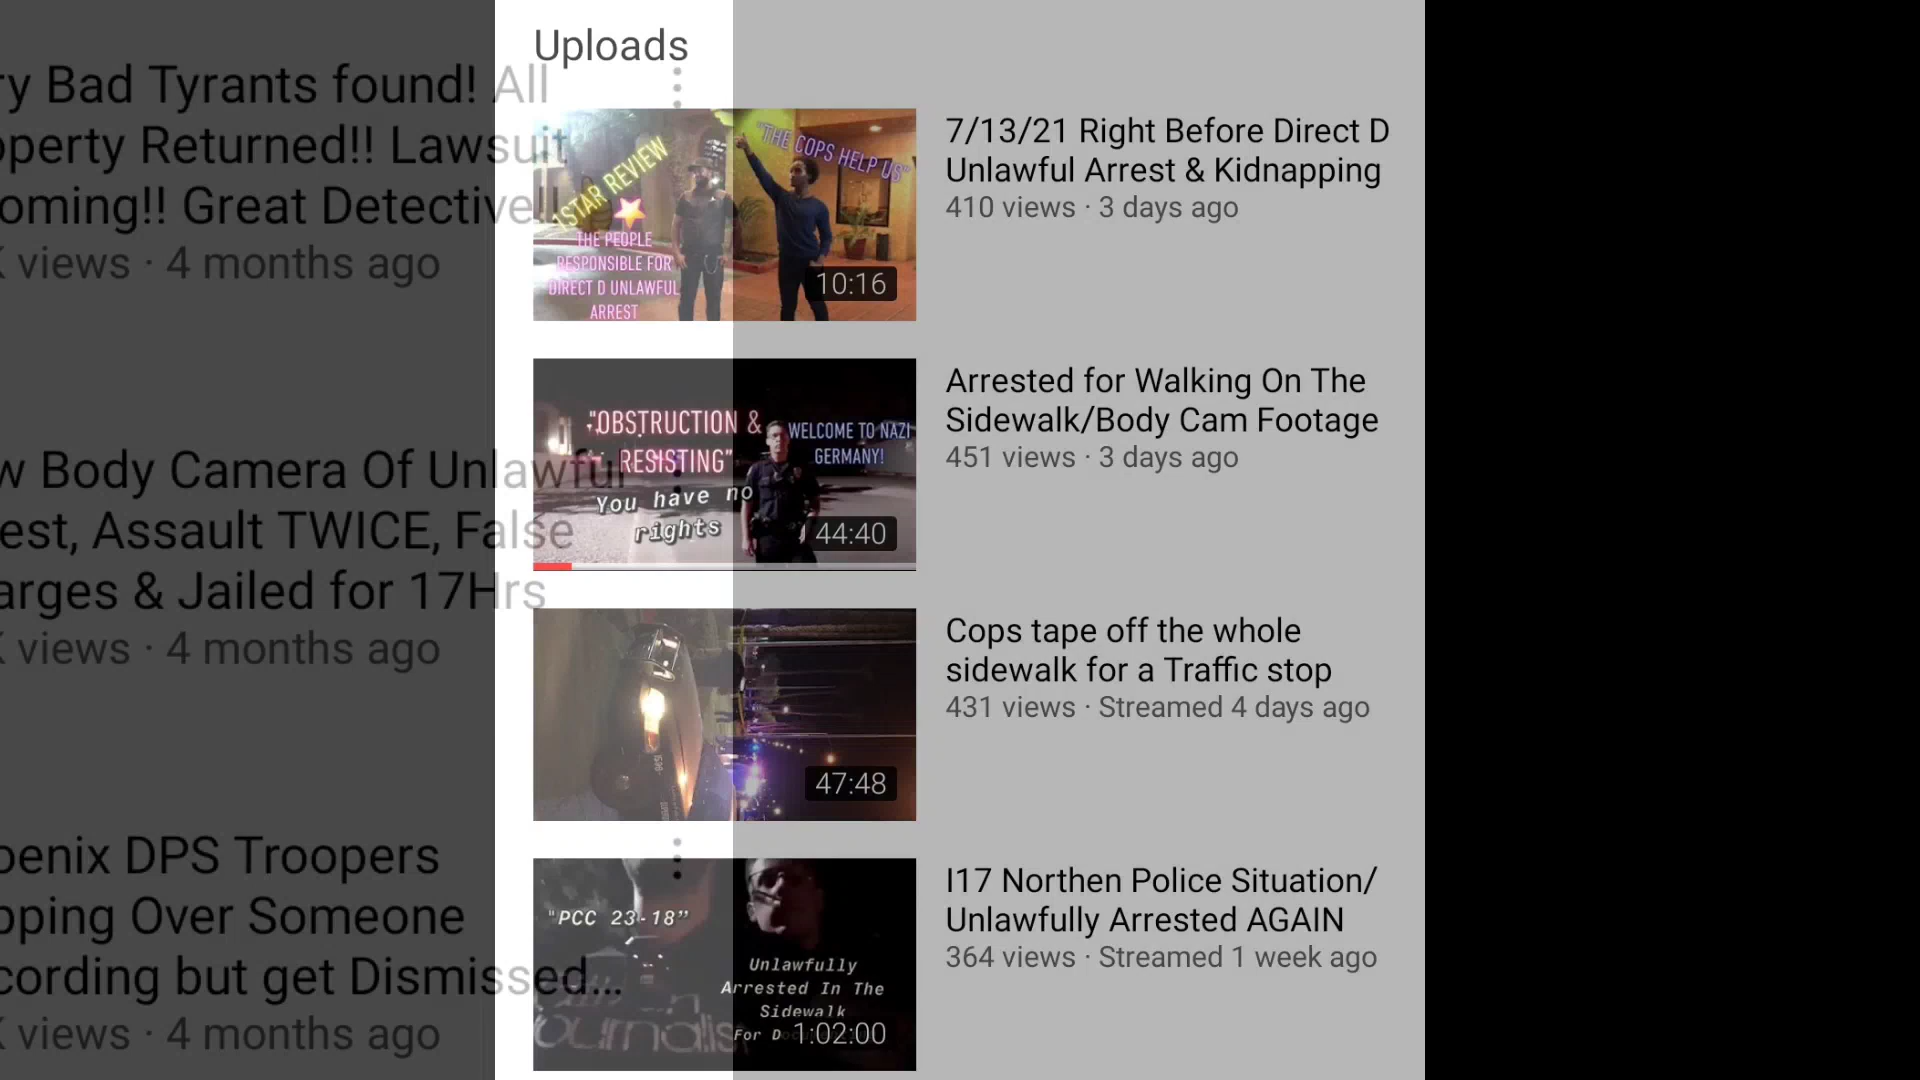 Uploads
ry Bad Tyrants found! All
operty Returned!! Lawsuit
oming!! Great Detective!!
K views · 4 months ago
w Body Camera Of Unlawful
est, Assault TWICE, False
arges & Jailed for 17Hrs
K views · 4 months ago
oenix DPS Troopers
pping Over Someone
cording but get Dismissed...
K views · 4 months ago
1STAR REVIEW
"THE COPS HELP US"
THE PEOPLE
RESPONSIBLE FOR
DIRECT D UNLAWFUL
ARREST
10:16
7/13/21 Right Before Direct D
Unlawful Arrest & Kidnapping
410 views · 3 days ago
"OBSTRUCTION &
RESISTING"
WELCOME TO NAZI
GERMANY!
You have no
rights
44:40
Arrested for Walking On The
Sidewalk/Body Cam Footage
451 views · 3 days ago
47:48
Cops tape off the whole
sidewalk for a Traffic stop
431 views · Streamed 4 days ago
"PCC 23-18”
Unlawfully
Arrested In The
Sidewalk
For
1:02:00
I17 Northen Police Situation/
Unlawfully Arrested AGAIN
364 views · Streamed 1 week ago